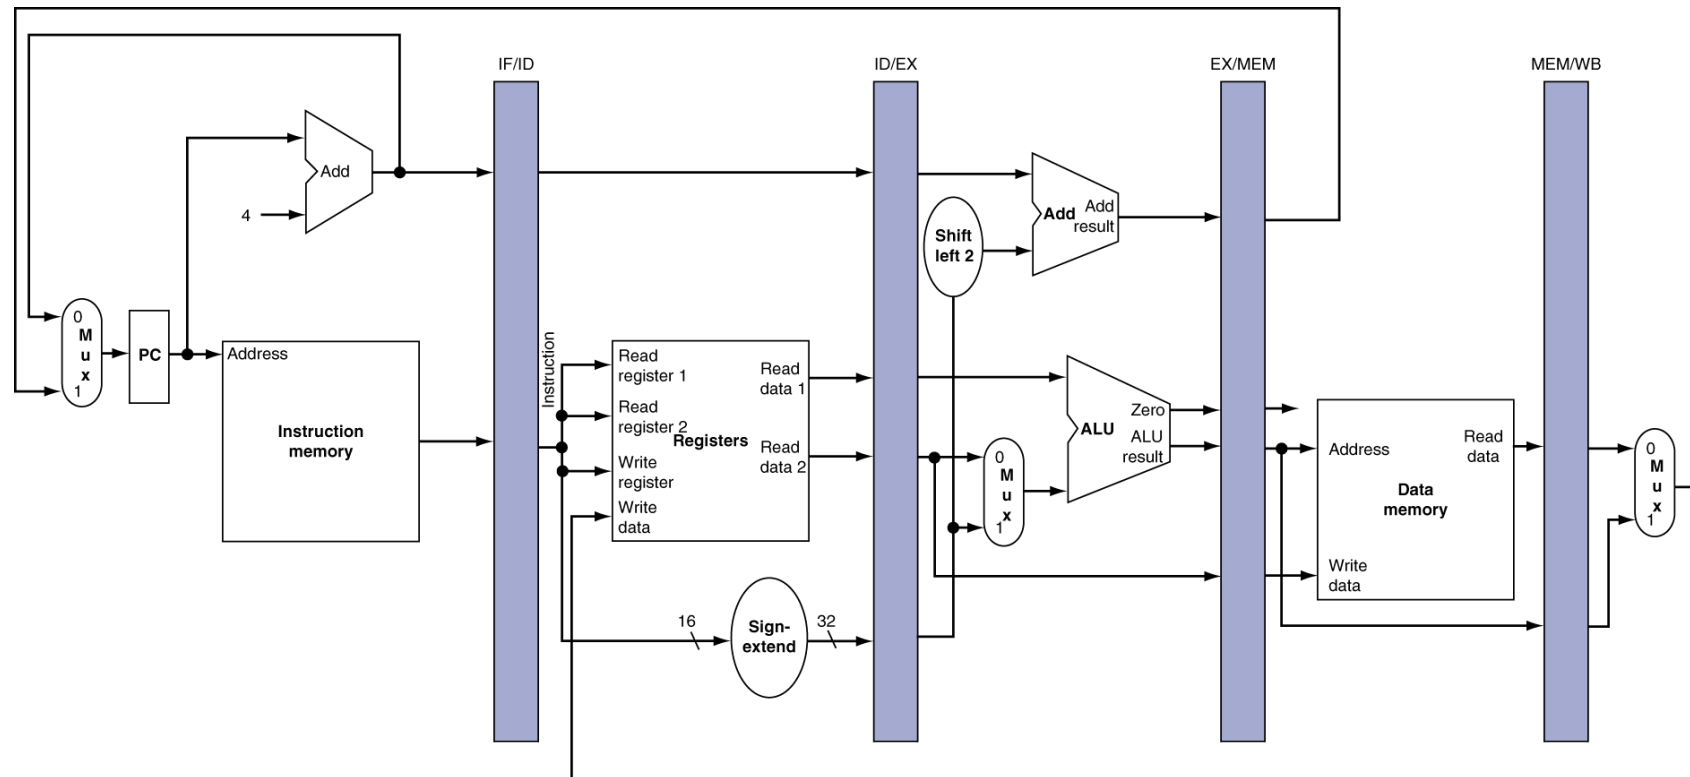 IF/ID
ID/EX
EX/MEM
MEM/WB
Add
4
Add
Add
result
Shift
left 2
0
M
u
x
1
PC
Address
Instruction
memory
Instruction
Read
register 1
Read
register 2
Write
register
Write
data
Registers
Read
data 1
Read
data 2
16
Sign-
extend
32
0
M
u
x
1
ALU
Zero
ALU
result
Address
Read
data
Data
memory
Write
data
0
M
u
x
1